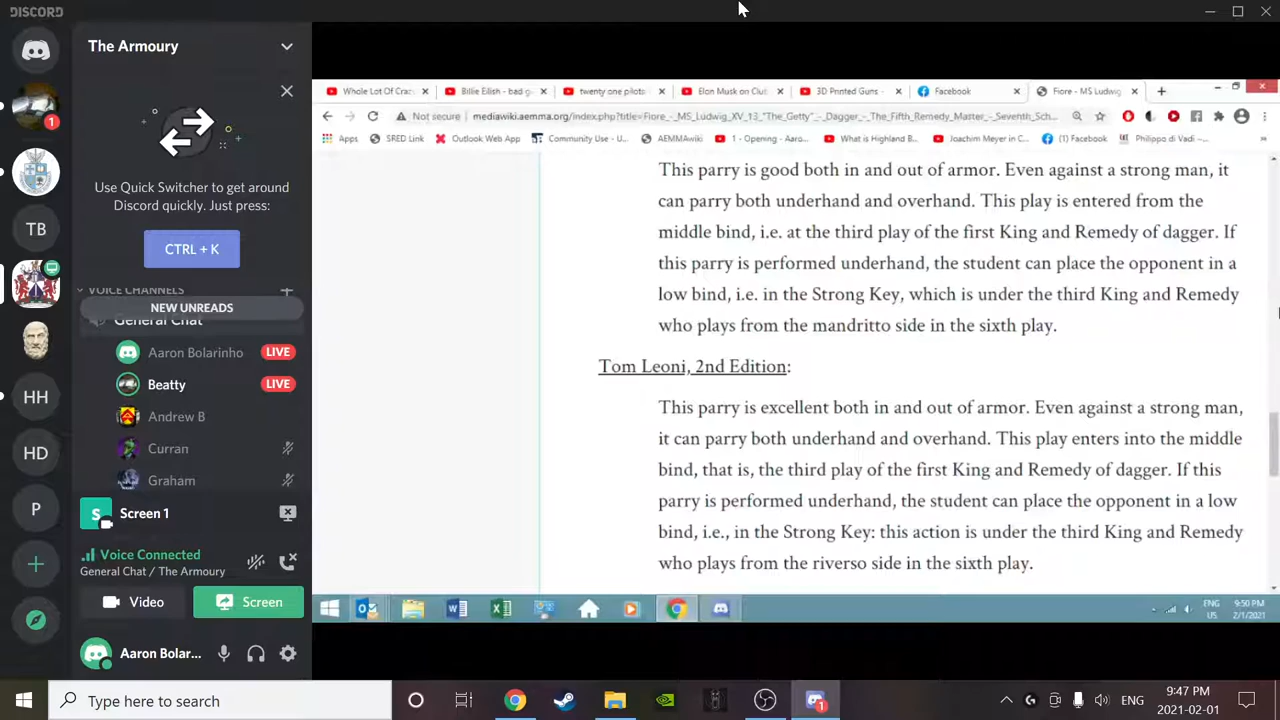 DISCORD
The Armoury
Use Quick Switcher to get around
Discord quickly. Just press:
CTRL + K
VOICE CHANNELS
NEW UNREADS
General Chat
Aaron Bolarinho LIVE
Beatty LIVE
Andrew B
Curran
Graham
S Screen 1
Voice Connected
General Chat / The Armoury
Video Screen
Aaron Bolar...
1
TB
HH
HD
P
Whole Lot Of Craz Billie Eilish - bad g twenty one pilots Elon Musk on Club 3D Printed Guns - Facebook Fiore - MS Ludwig
Not secure mediawiki.aemma.org/index.php?title=Fiore_-_MS_Ludwig_XV_13_"The_Getty"_-_Dagger_-_The_Fifth_Remedy_Master_-_Seventh_Sch...
Apps SRED Link Outlook Web App Community Use - U... AEMMAwiki 1 - Opening - Aaro... What is Highland B... Joachim Meyer in C... (1) Facebook Philippo di Vadi —...
This parry is good both in and out of armor. Even against a strong man, it
can parry both underhand and overhand. This play is entered from the
middle bind, i.e. at the third play of the first King and Remedy of dagger. If
this parry is performed underhand, the student can place the opponent in a
low bind, i.e. in the Strong Key, which is under the third King and Remedy
who plays from the mandritto side in the sixth play.
Tom Leoni, 2nd Edition:
This parry is excellent both in and out of armor. Even against a strong man,
it can parry both underhand and overhand. This play enters into the middle
bind, that is, the third play of the first King and Remedy of dagger. If this
parry is performed underhand, the student can place the opponent in a low
bind, i.e., in the Strong Key: this action is under the third King and Remedy
who plays from the riverso side in the sixth play.
ENG 9:50 PM
US 2/1/2021
Type here to search
1
ENG
9:47 PM
2021-02-01